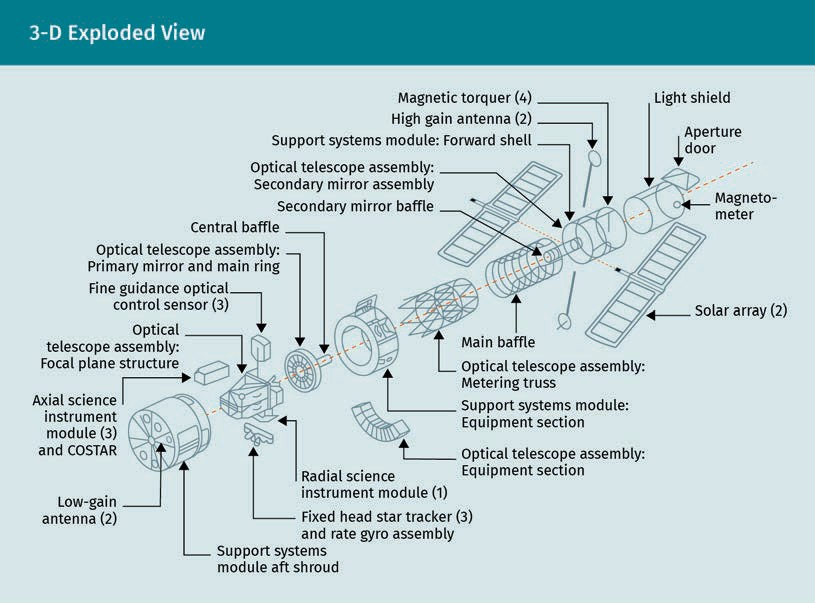 3-D Exploded View
Magnetic torquer (4)
High gain antenna (2)
Support systems module: Forward shell
Optical telescope assembly:
Secondary mirror assembly
Secondary mirror baffle
Central baffle
Optical telescope assembly:
Primary mirror and main ring
Fine guidance optical
control sensor (3)
Optical
telescope assembly:
Focal plane structure
Axial science
instrument
module (3)
and COSTAR
Low-gain
antenna (2)
Support systems
module aft shroud
Fixed head star tracker (3)
and rate gyro assembly
Radial science
instrument module (1)
Optical telescope assembly:
Equipment section
Support systems module:
Equipment section
Optical telescope assembly:
Metering truss
Main baffle
Solar array (2)
Magneto-
meter
Aperture
door
Light shield